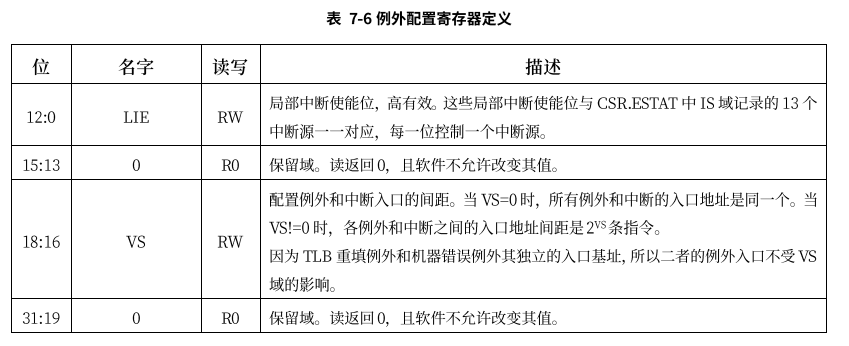 表 7-6 例外配置寄存器定义
位 名字 读写 描述
12:0 LIE RW 局部中断使能位，高有效。这些局部中断使能位与 CSR.ESTAT 中 IS 域记录的 13 个
中断源一一对应，每一位控制一个中断源。
15:13 0 R0 保留域。读返回 0，且软件不允许改变其值。
18:16 VS RW 配置例外和中断入口的间距。当 VS=0 时，所有例外和中断的入口地址是同一个。当
VS!=0 时，各例外和中断之间的入口地址间距是 2ⱽˢ 条指令。
因为 TLB 重填例外和机器错误例外其独立的入口基址，所以二者的例外入口不受 VS
域的影响。
31:19 0 R0 保留域。读返回 0，且软件不允许改变其值。